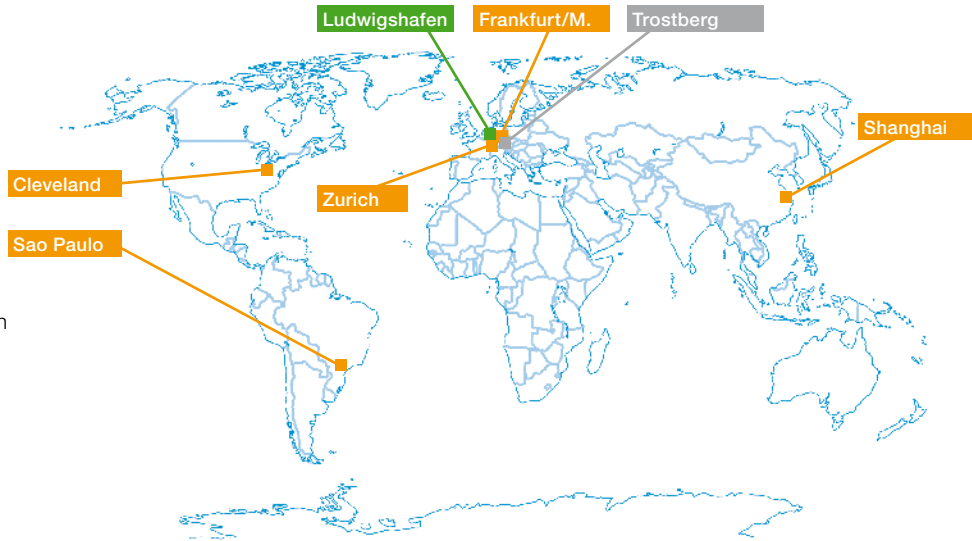 Ludwigshafen
Frankfurt/M.
Trostberg
Shanghai
Cleveland
Zurich
Sao Paulo
n